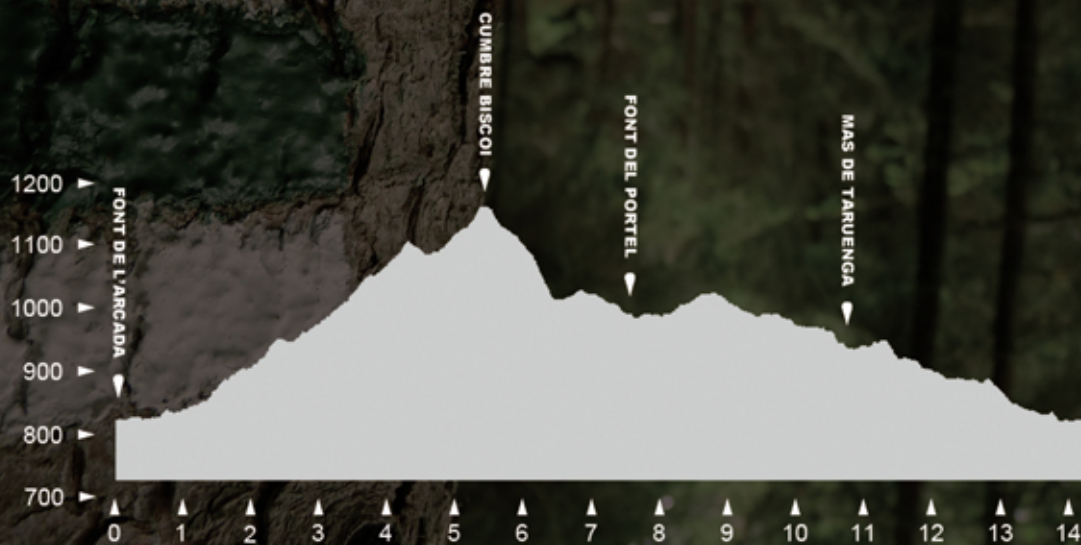 CUMBRE BISCOI
FONT DEL PORTEL
MAS DE TARUENGA
FONT DE L'ARCADA
1200
1100
1000
900
800
700
0 1 2 3 4 5 6 7 8 9 10 11 12 13 14